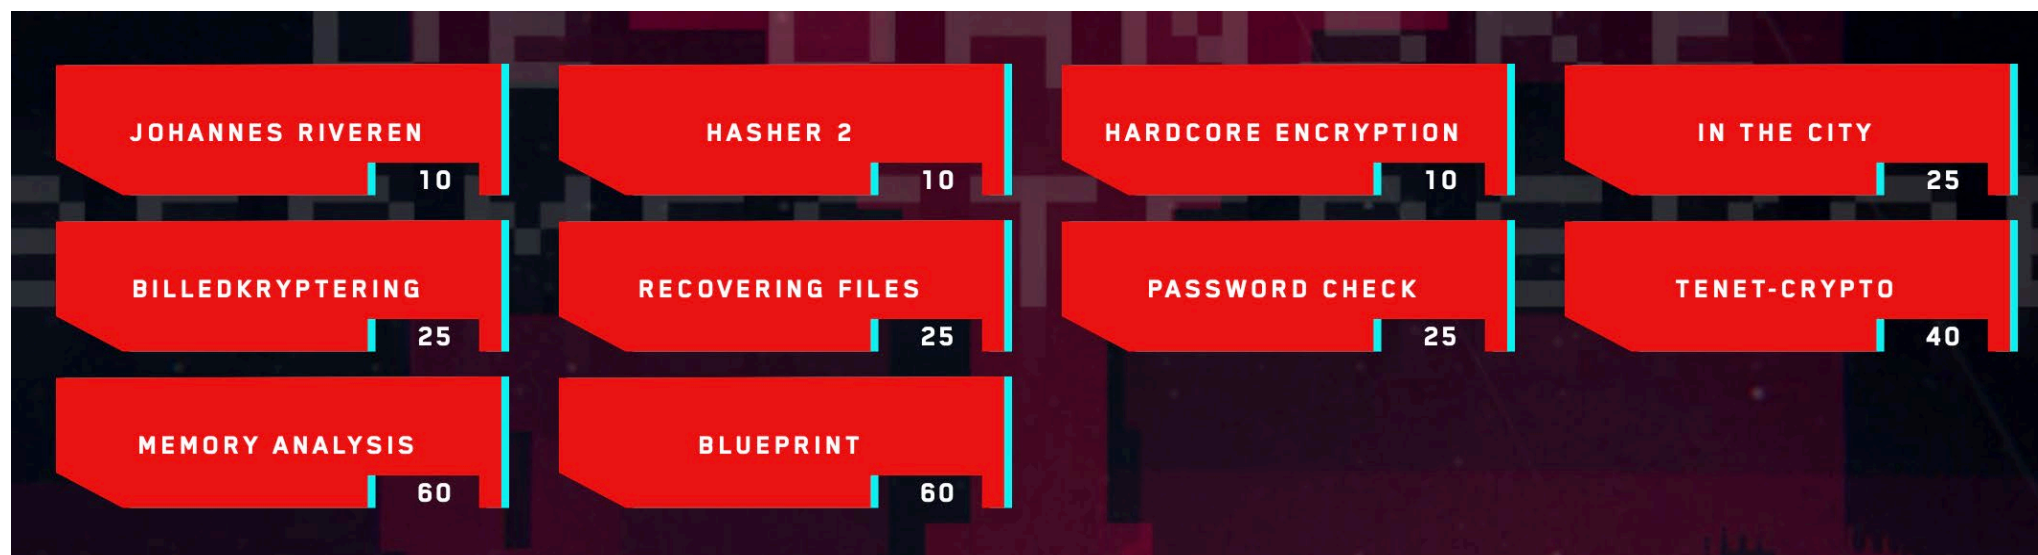 JOHANNES RIVEREN
10
HASHER 2
10
HARDCORE ENCRYPTION
10
IN THE CITY
25
BILLEDKRYPTERING
25
RECOVERING FILES
25
PASSWORD CHECK
25
TENET-CRYPTO
40
MEMORY ANALYSIS
60
BLUEPRINT
60